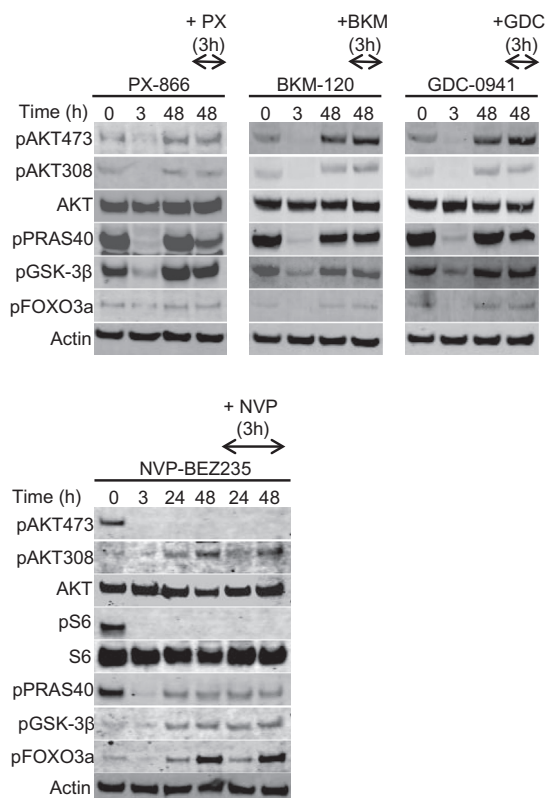 + PX +BKM +GDC
(3h) (3h) (3h)
PX-866 BKM-120 GDC-0941
Time (h) 0 3 48 48 0 3 48 48 0 3 48 48
pAKT473
pAKT308
AKT
pPRAS40
pGSK-3β
pFOXO3a
Actin
+ NVP
(3h)
NVP-BEZ235
Time (h) 0 3 24 48 24 48
pAKT473
pAKT308
AKT
pS6
S6
pPRAS40
pGSK-3β
pFOXO3a
Actin